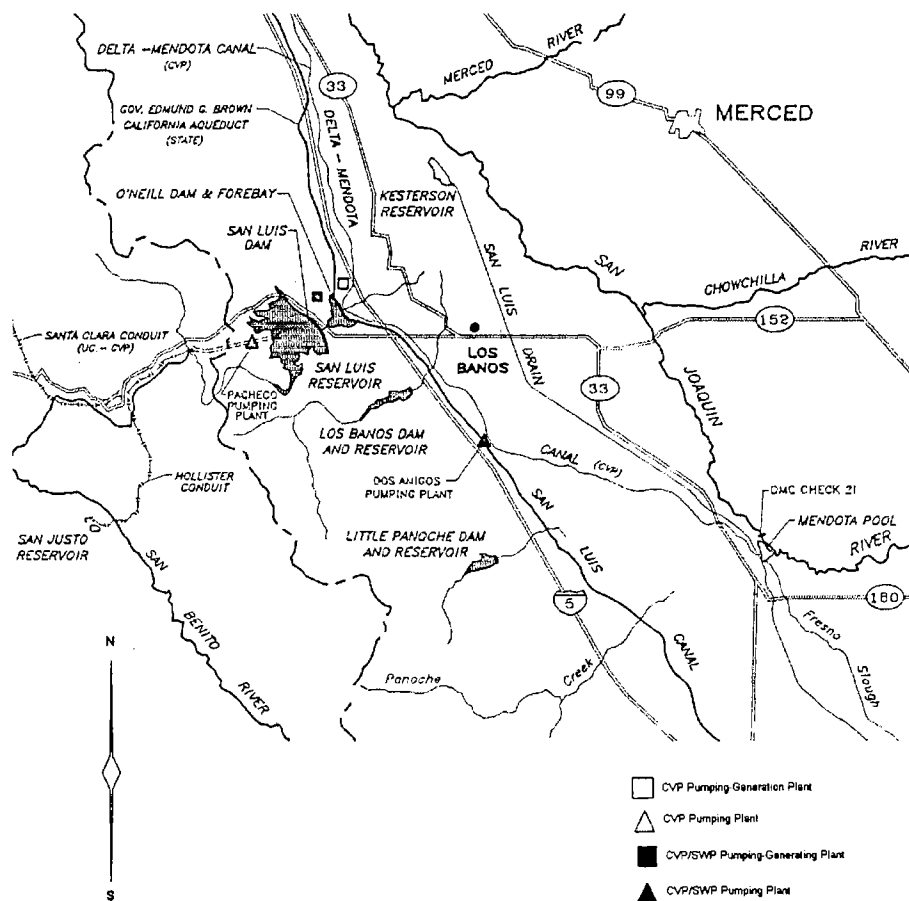 DELTA-MENDOTA CANAL
(CVP)
GOV. EDMUND G. BROWN
CALIFORNIA AQUEDUCT
(STATE)
O'NEILL DAM & FOREBAY
SAN LUIS
DAM
33
DELTA-MENDOTA
MERCED RIVER
99
MERCED
KESTERSON
RESERVOIR
SAN LUIS DRAIN
SAN JOAQUIN RIVER
CHOWCHILLA RIVER
152
SANTA CLARA CONDUIT
(UC.-CVP)
PACHECO
PUMPING
PLANT
SAN LUIS
RESERVOIR
LOS
BANOS
33
LOS BANOS DAM
AND RESERVOIR
HOLLISTER
CONDUIT
DOS AMIGOS
PUMPING PLANT
CANAL (CVP)
DMC CHECK 21
MENDOTA POOL
SAN JUSTO
RESERVOIR
LITTLE PANOCHE DAM
AND RESERVOIR
SAN LUIS CANAL
5
180
SAN BENITO RIVER
Panoche Creek
Fresno Slough
N
S
CVP Pumping-Generation Plant
CVP Pumping Plant
CVP/SWP Pumping-Generating Plant
CVP/SWP Pumping Plant